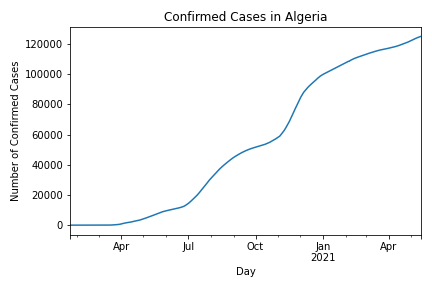 Confirmed Cases in Algeria
120000
100000
80000
60000
40000
20000
0
Number of Confirmed Cases
Apr Jul Oct Jan Apr
2021
Day